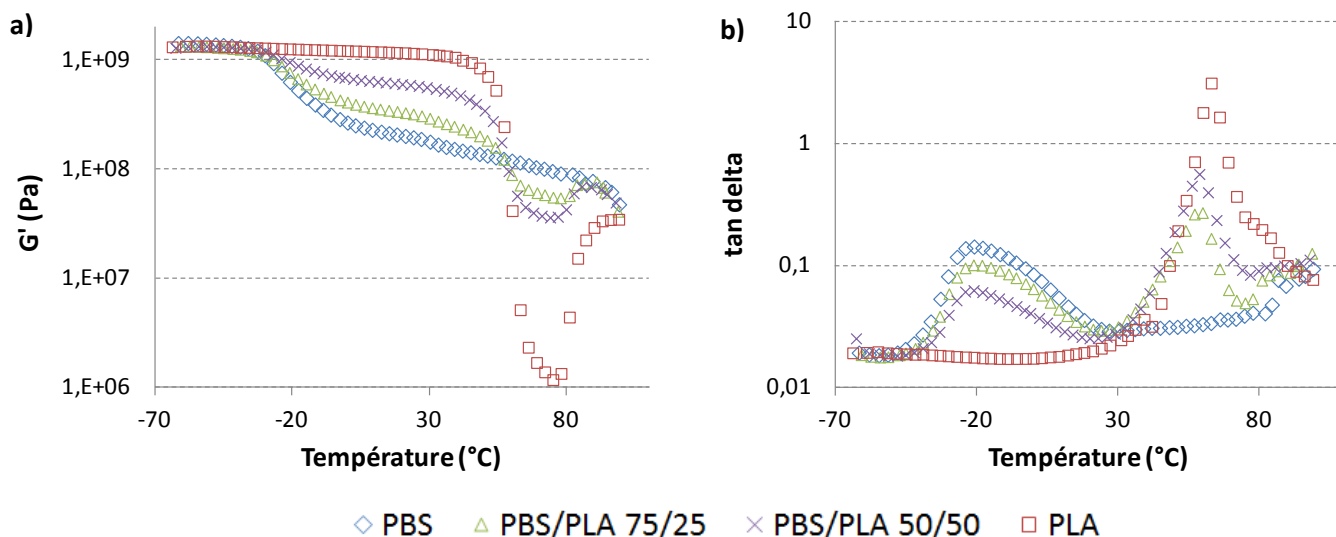 a)
G' (Pa)
1,E+09
1,E+08
1,E+07
1,E+06
-70 -20 30 80
Température (°C)
b)
tan delta
10
1
0,1
0,01
-70 -20 30 80
Température (°C)
PBS PBS/PLA 75/25 PBS/PLA 50/50 PLA